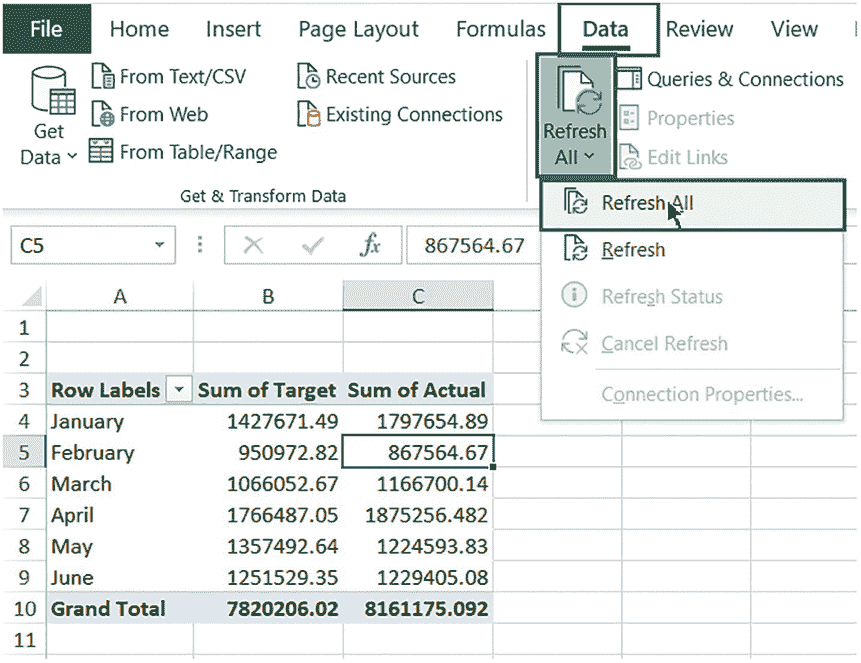 File Home Insert Page Layout Formulas Data Review View
From Text/CSV Recent Sources Queries & Connections
Get Data From Web Existing Connections Refresh All Properties
From Table/Range Edit Links
Get & Transform Data
Refresh All
Refresh
Refresh Status
Cancel Refresh
Connection Properties...
C5 fx 867564.67
A B C
1
2
3 Row Labels Sum of Target Sum of Actual
4 January 1427671.49 1797654.89
5 February 950972.82 867564.67
6 March 1066052.67 1166700.14
7 April 1766487.05 1875256.482
8 May 1357492.64 1224593.83
9 June 1251529.35 1229405.08
10 Grand Total 7820206.02 8161175.092
11